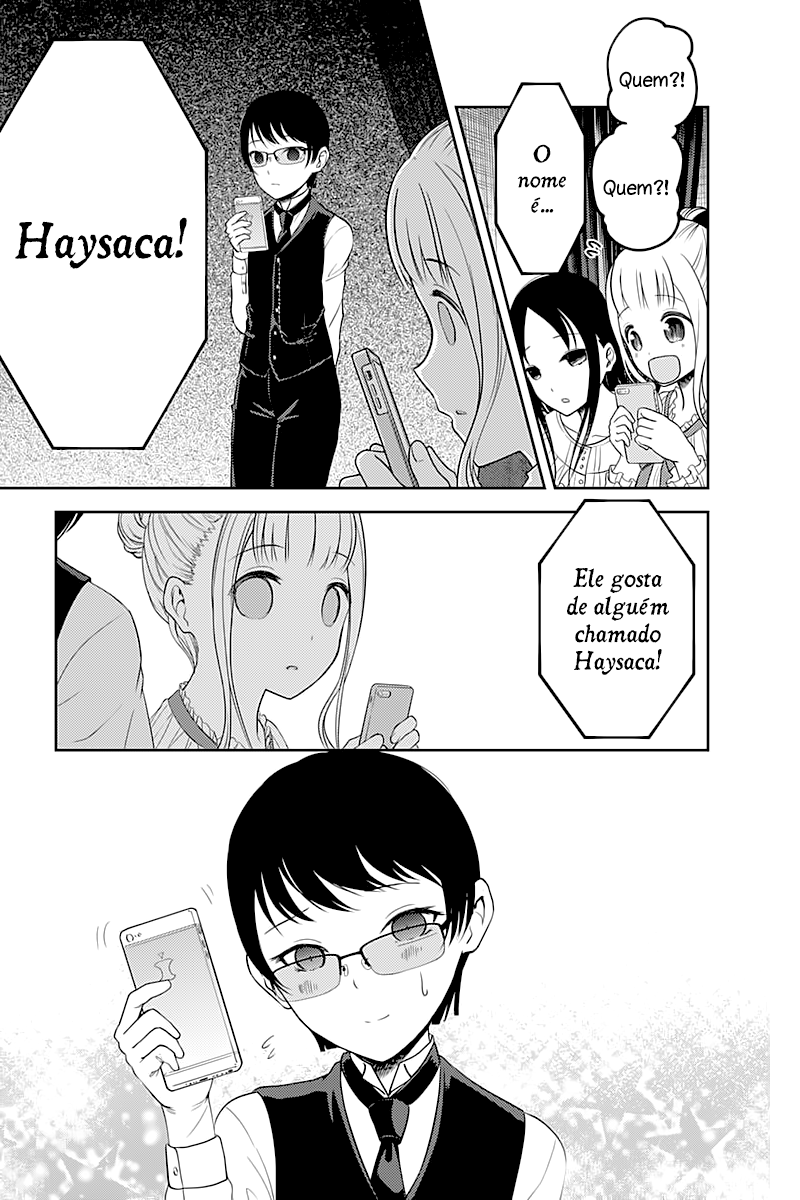 Quem?!
Quem?!
O
nome
é...
Haysaca!
Ele gosta
de alguém
chamado
Haysaca!